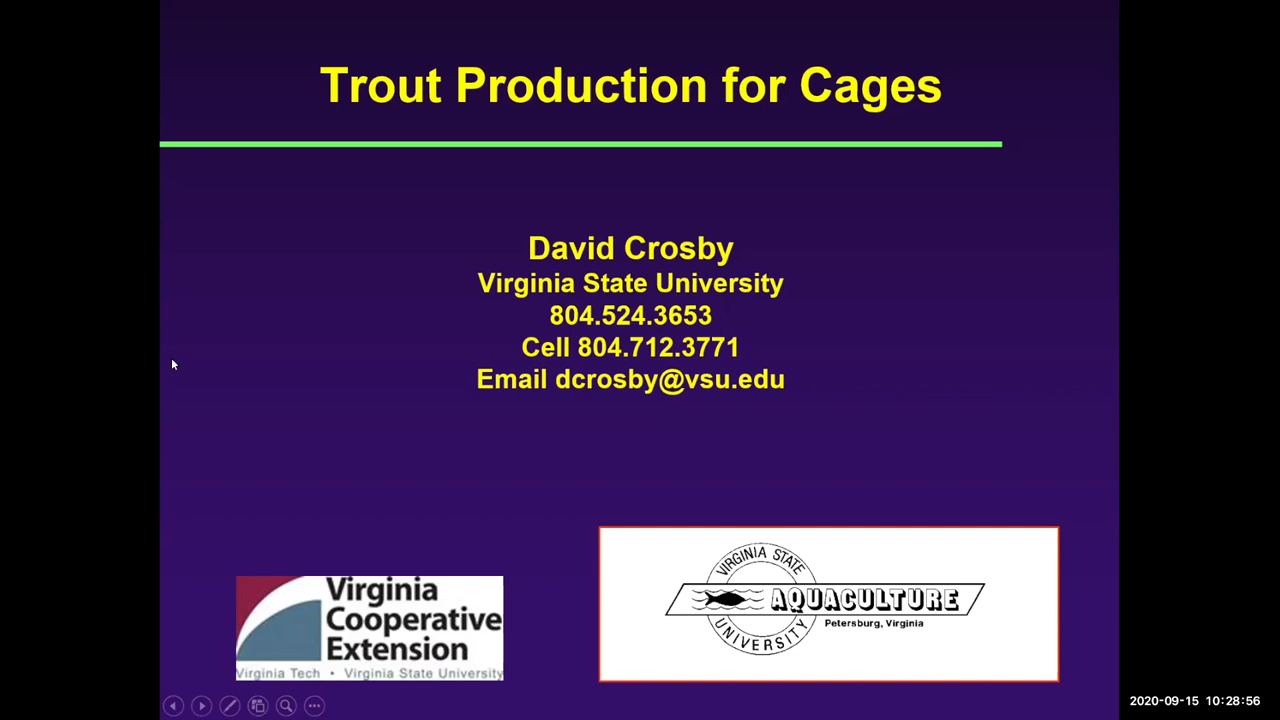 Trout Production for Cages
David Crosby
Virginia State University
804.524.3653
Cell 804.712.3771
Email dcrosby@vsu.edu
Virginia
Cooperative
Extension
Virginia Tech • Virginia State University
VIRGINIA STATE
AQUACULTURE
Petersburg, Virginia
UNIVERSITY
2020-09-15 10:28:56